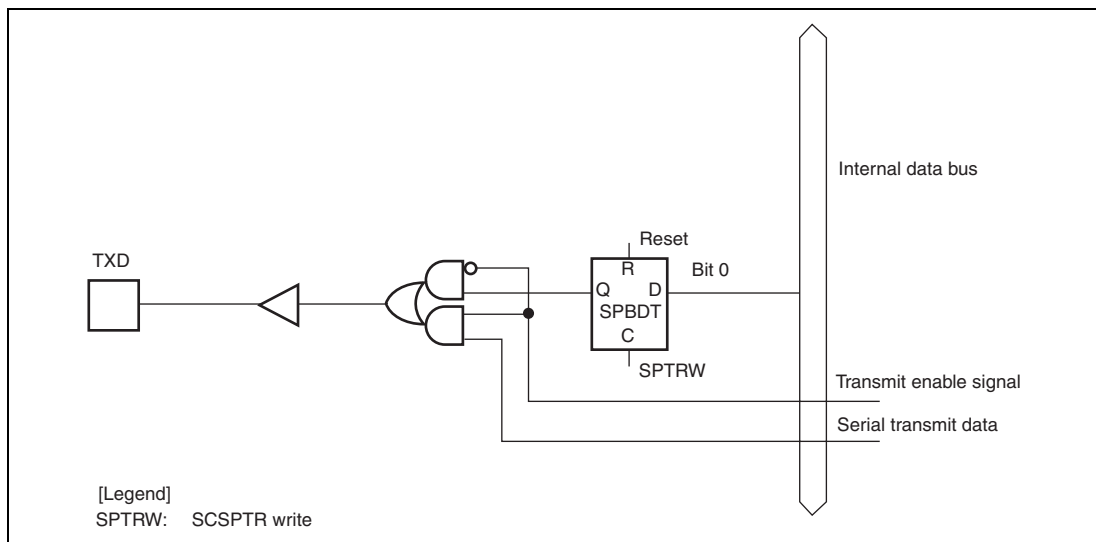 Internal data bus
Reset
TXD
R
Bit 0
Q
D
SPBDT
C
SPTRW
Transmit enable signal
Serial transmit data
[Legend]
SPTRW: SCSPTR write